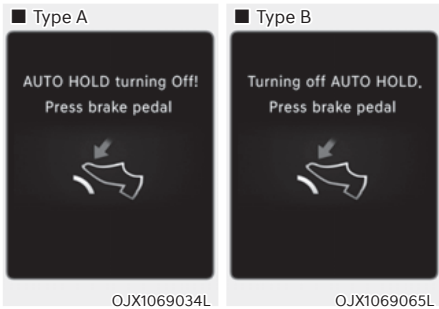 ■ Type A
AUTO HOLD turning Off!
Press brake pedal
OJX1069034L
■ Type B
Turning off AUTO HOLD.
Press brake pedal
OJX1069065L